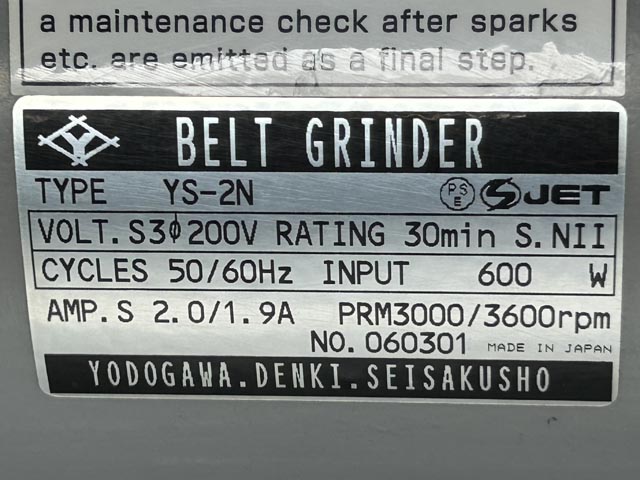 a maintenance check after sparks
etc. are emitted as a final step.
Y BELT GRINDER
TYPE YS-2N PS E JET
VOLT.S3φ200V RATING 30min S.NII
CYCLES 50/60Hz INPUT 600 W
AMP.S 2.0/1.9A PRM3000/3600rpm
NO.060301 MADE IN JAPAN
YODOGAWA.DENKI.SEISAKUSHO